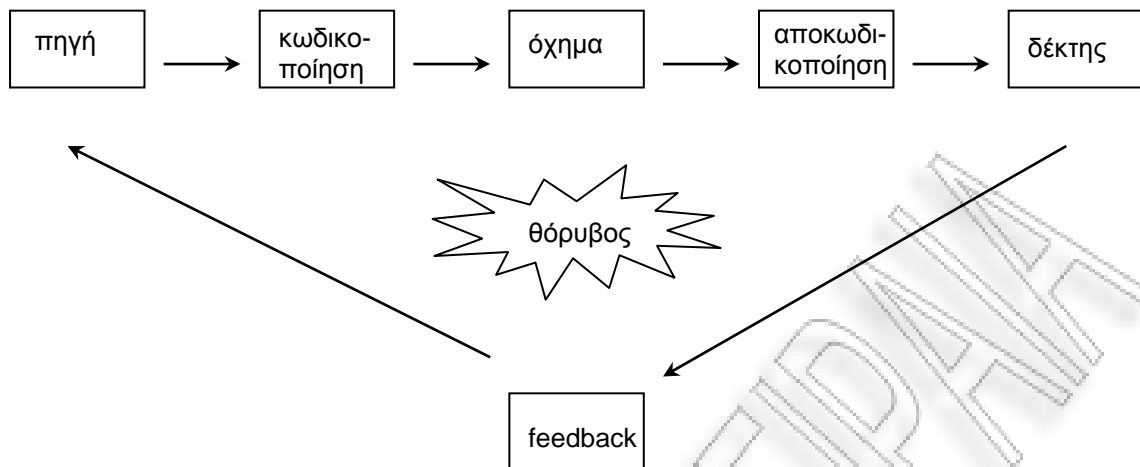 πηγή
κωδικο-
ποίηση
όχημα
αποκωδι-
κοποίηση
δέκτης
θόρυβος
feedback